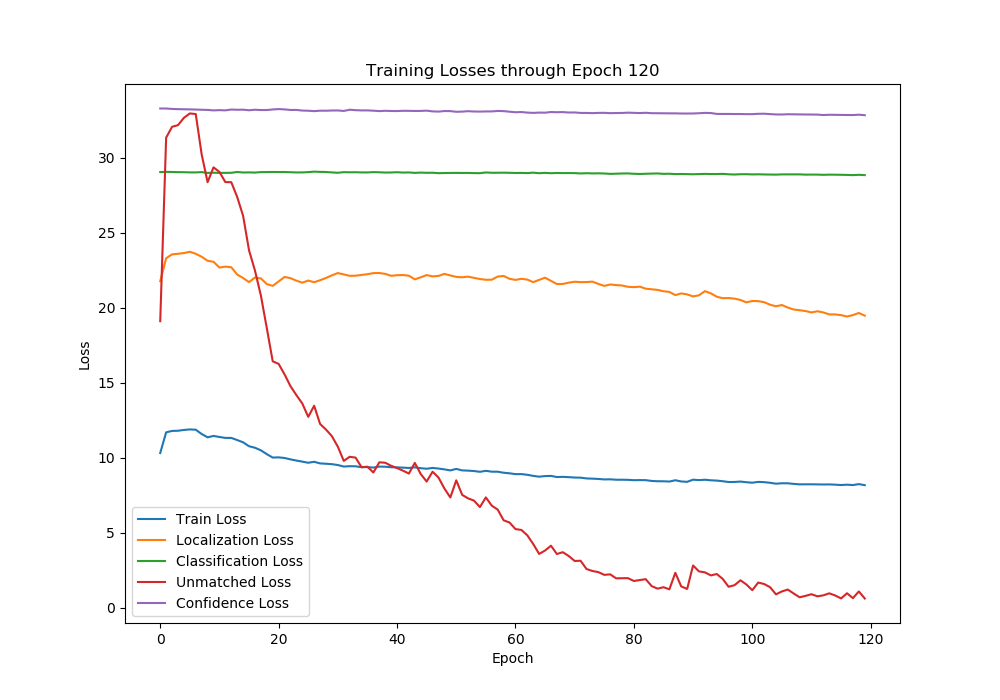 Training Losses through Epoch 120
Loss
30
25
20
15
10
5
0
Train Loss
Localization Loss
Classification Loss
Unmatched Loss
Confidence Loss
0 20 40 60 80 100 120
Epoch